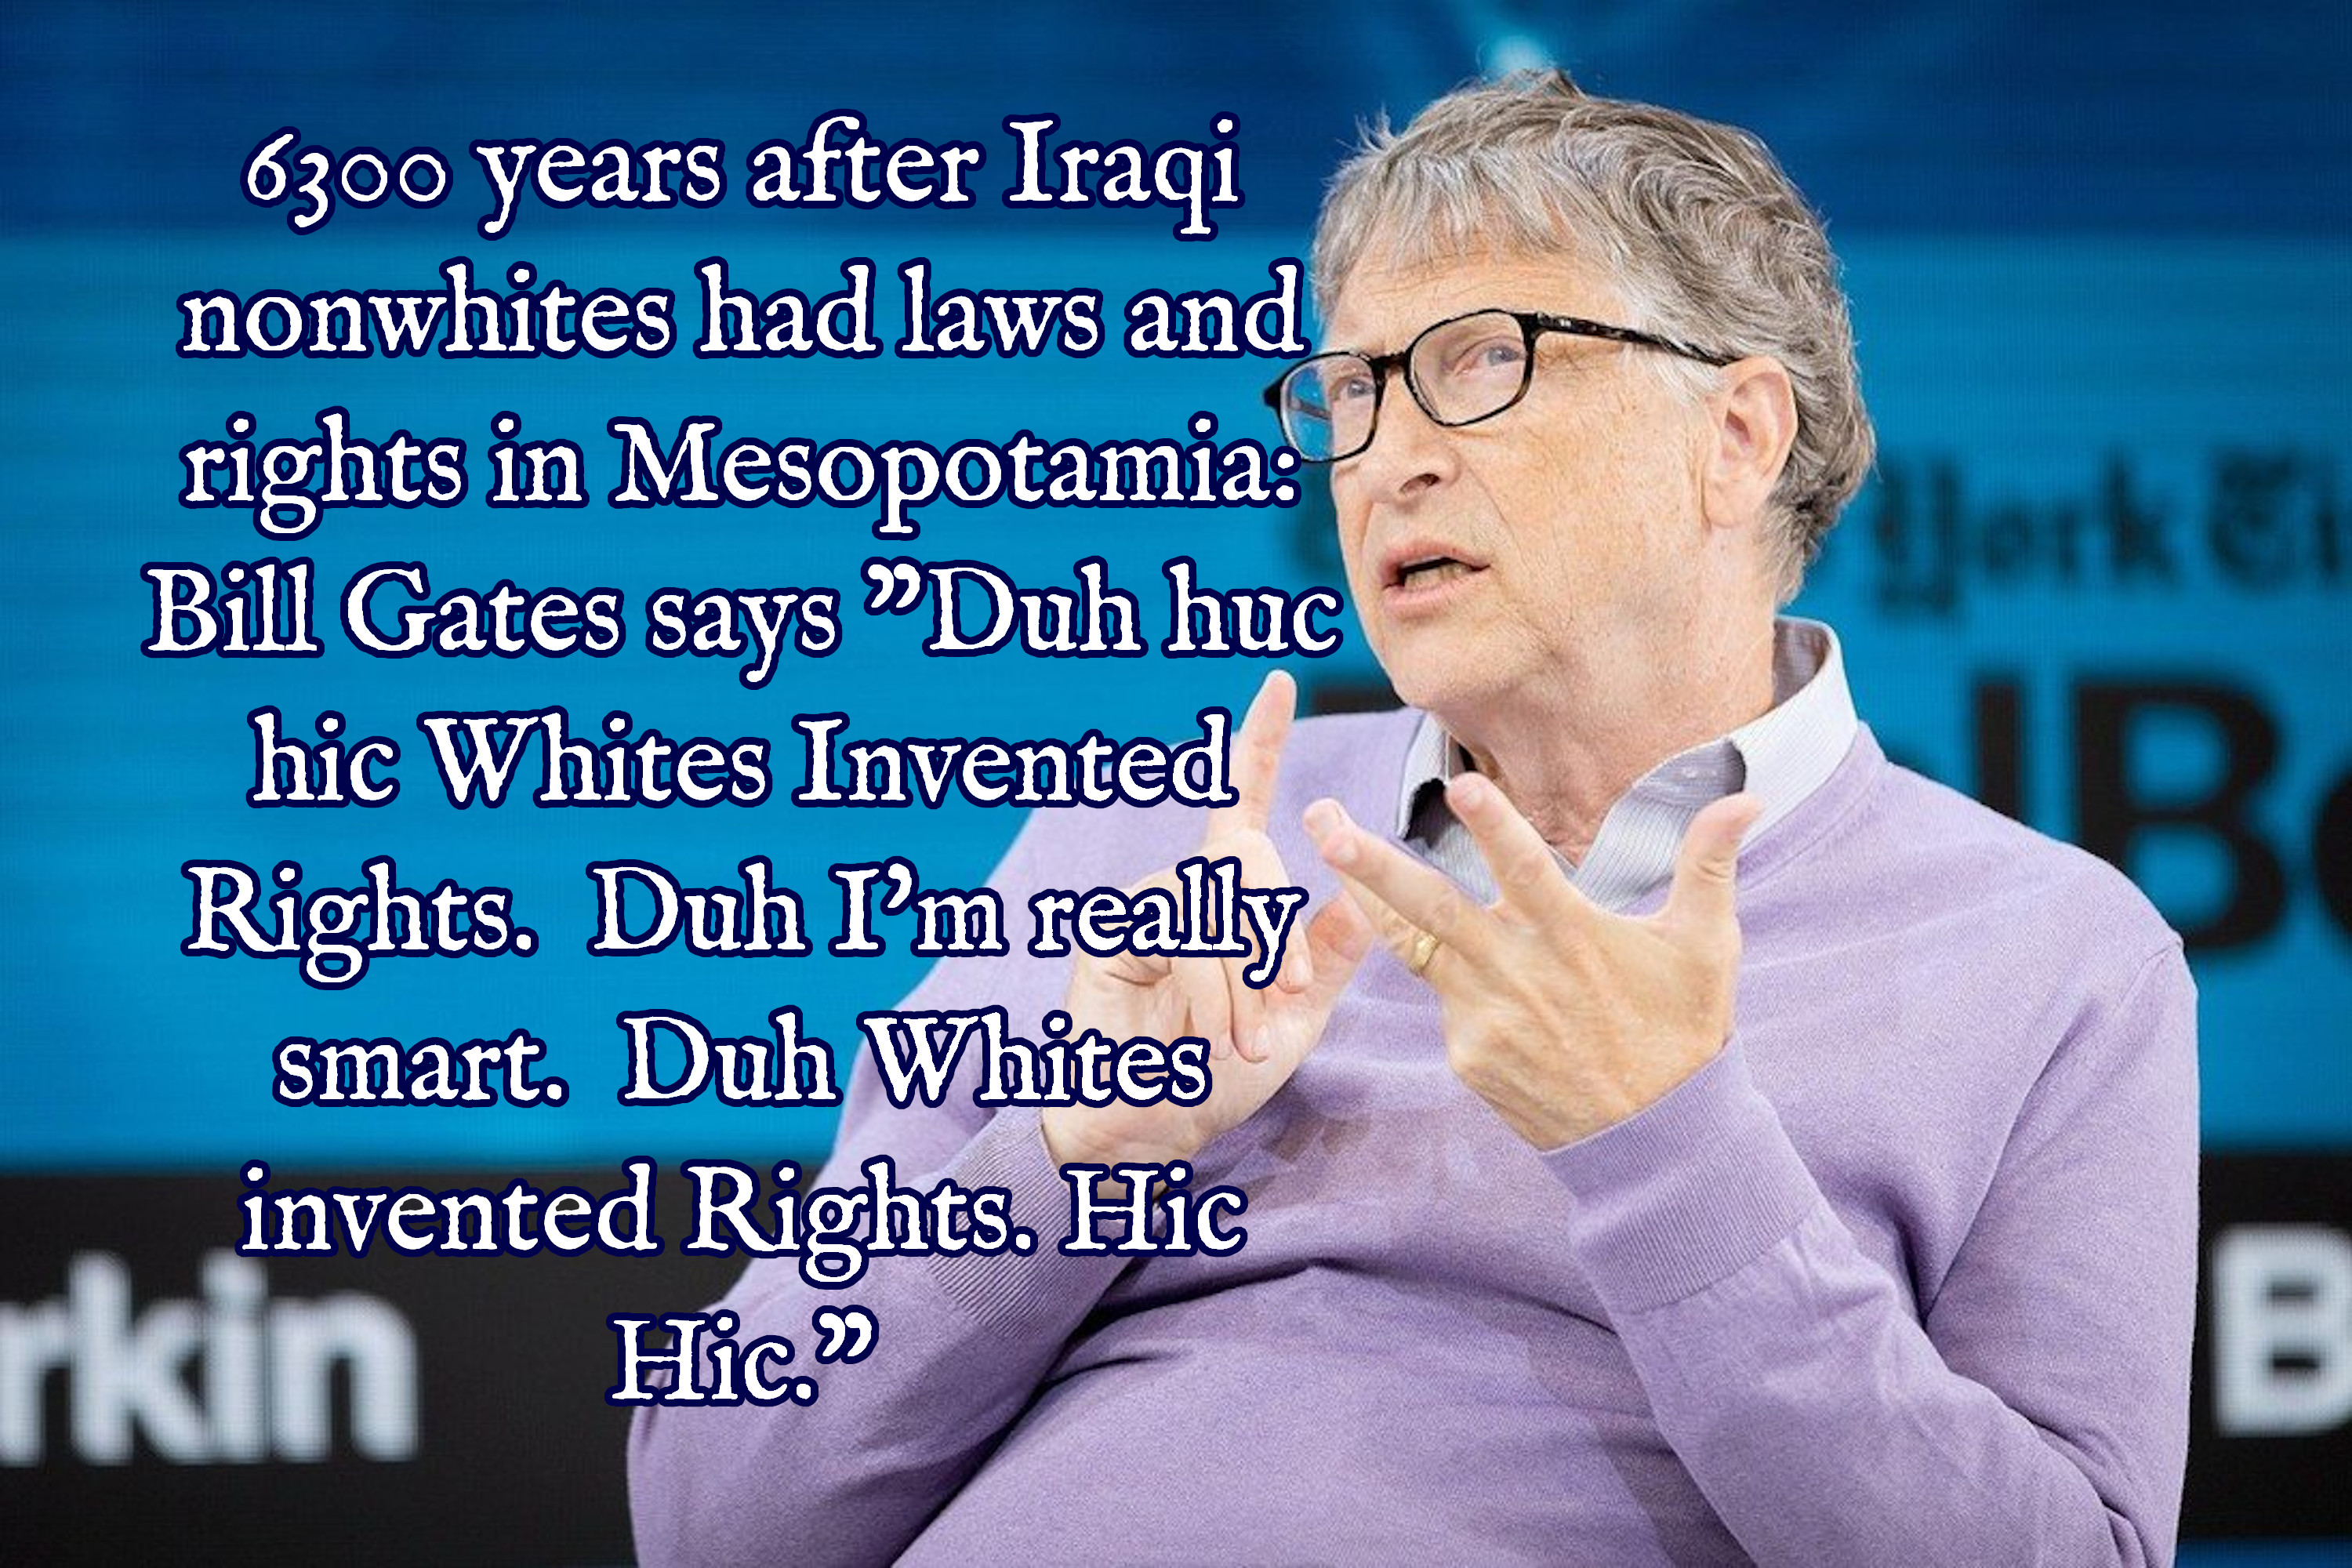 6300 years after Iraqi
nonwhites had laws and
rights in Mesopotamia:
Bill Gates says ”Duh huc
hic Whites Invented
Rights.  Duh I’m really
smart.  Duh Whites
invented Rights. Hic
Hic.”
York
rkin
B